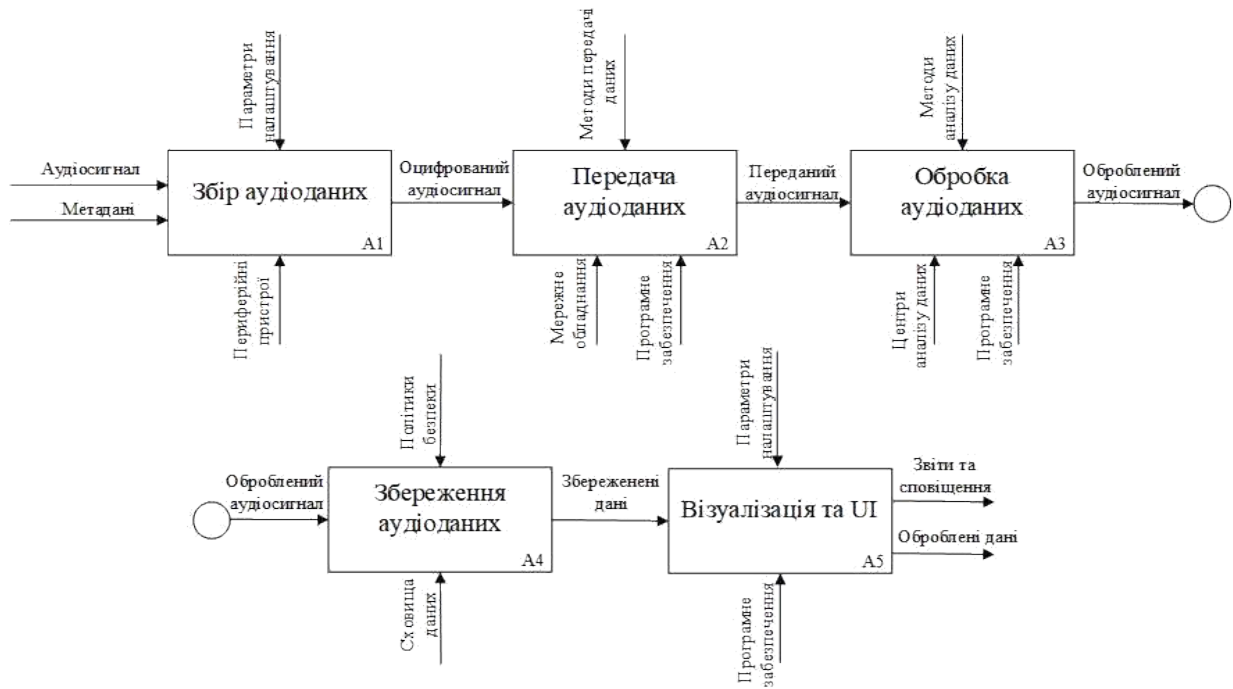 Параметри
налаштування
Методи передачі
даних
Методи
аналізу даних
Аудіосигнал
Метадані
Збір аудіоданих
A1
Оцифрований
аудіосигнал
Передача
аудіоданих
A2
Переданий
аудіосигнал
Обробка
аудіоданих
A3
Оброблений
аудіосигнал
Периферійні
пристрої
Мережне
обладнання
Програмне
забезпечення
Центри
аналізу даних
Програмне
забезпечення
Політики
безпеки
Параметри
налаштування
Оброблений
аудіосигнал
Збереження
аудіоданих
A4
Збереженені
дані
Візуалізація та UI
A5
Звіти та
сповіщення
Оброблені дані
Сховища
даних
Програмне
забезпечення